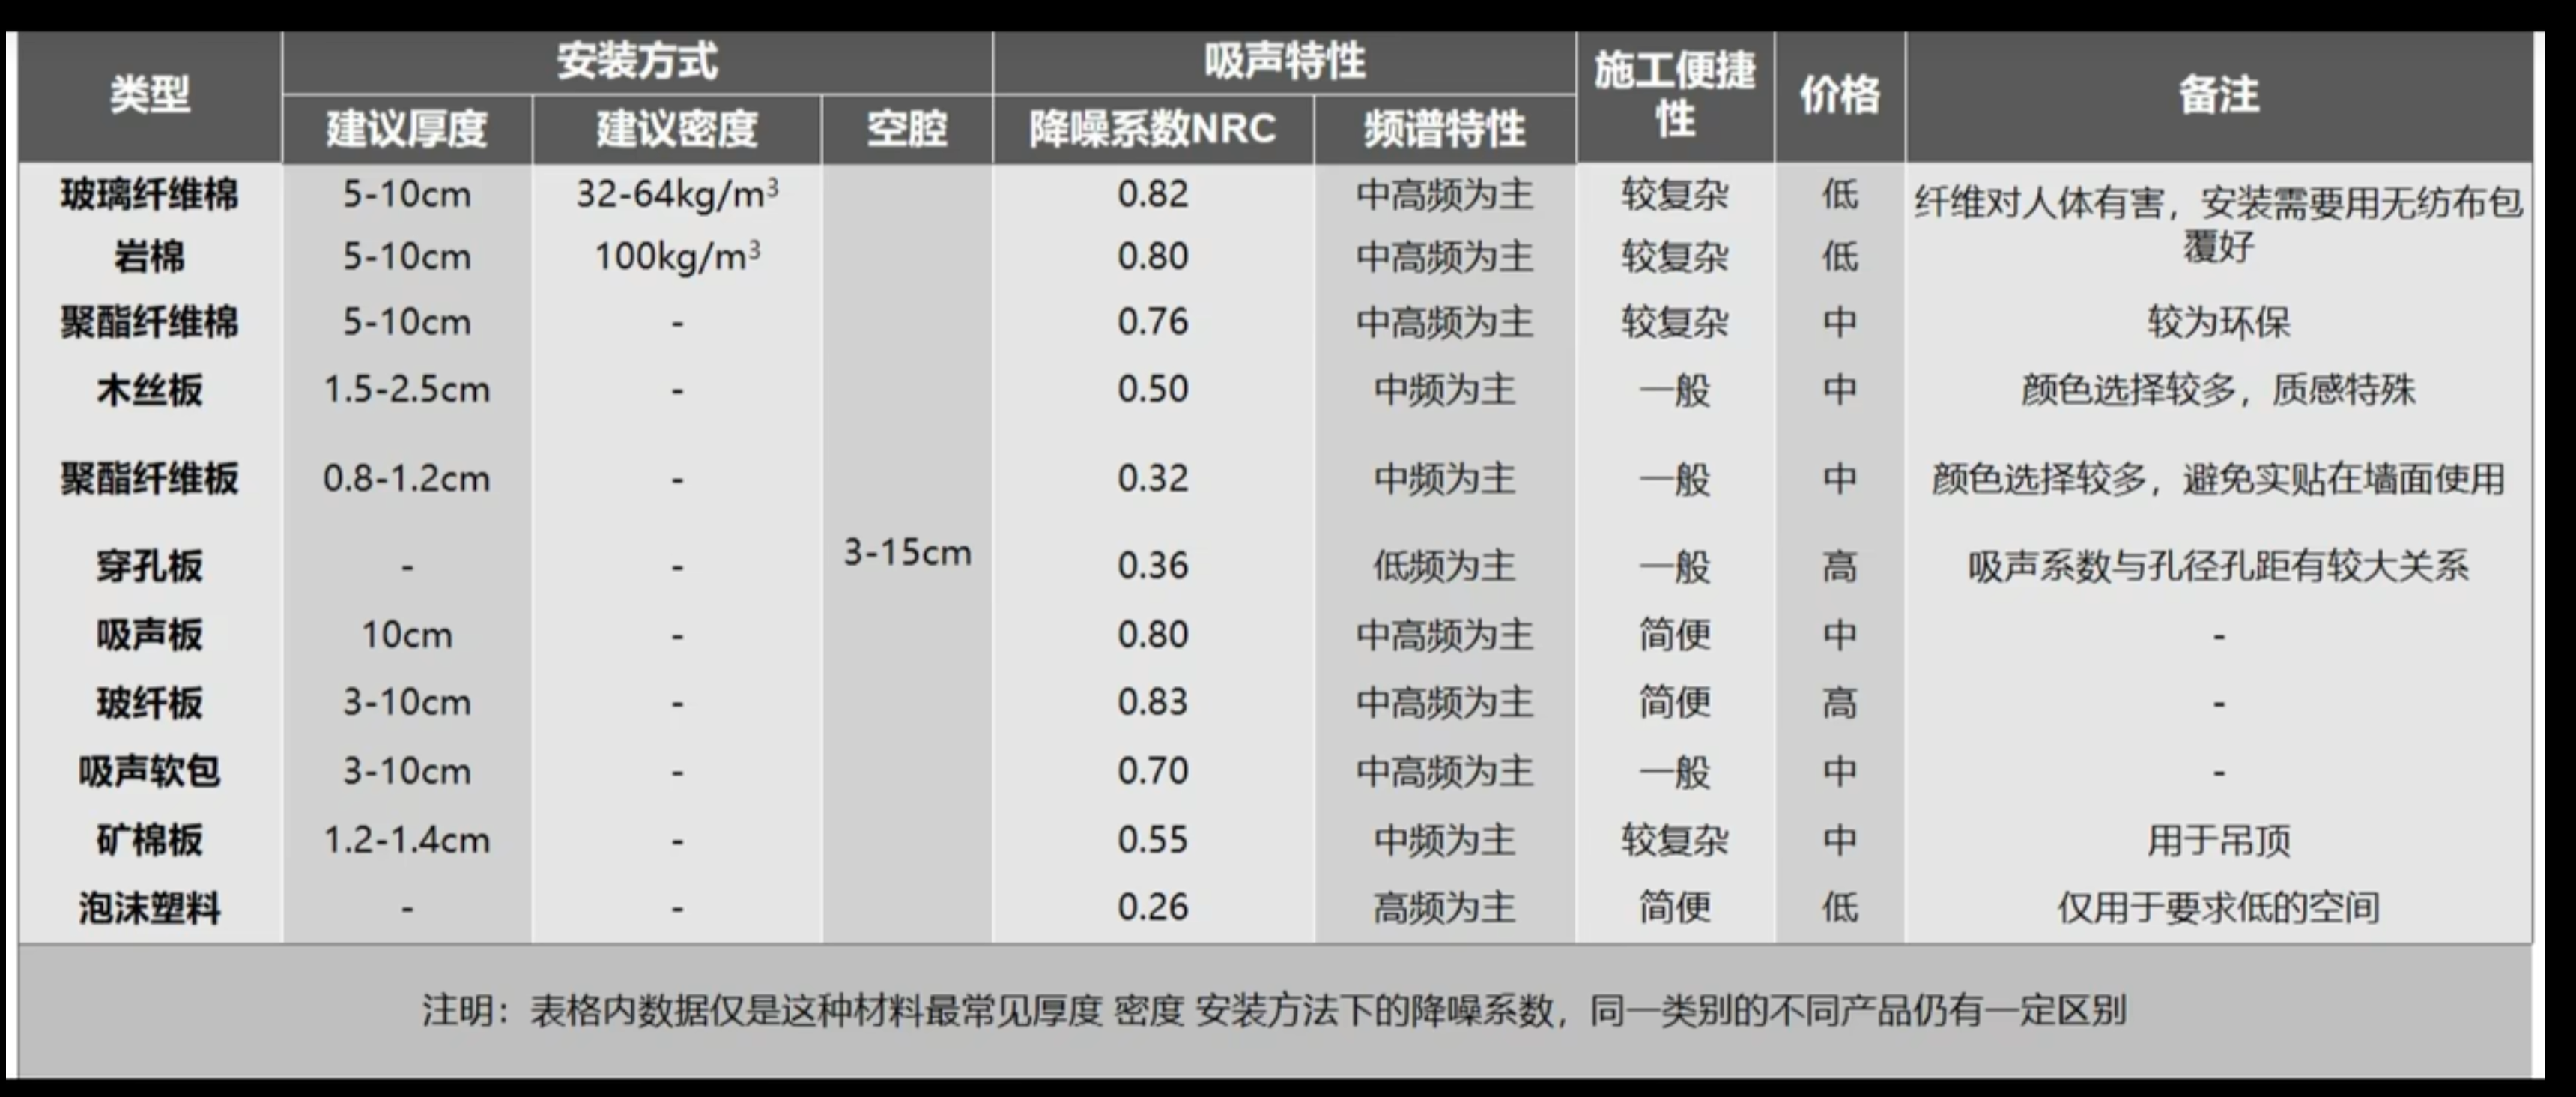 类型 安装方式 吸声特性 施工便捷性 价格 备注
建议厚度 建议密度 空腔 降噪系数NRC 频谱特性
玻璃纤维棉 5-10cm 32-64kg/m³ 0.82 中高频为主 较复杂 低 纤维对人体有害，安装需要用无纺布包
岩棉 5-10cm 100kg/m³ 0.80 中高频为主 较复杂 低 覆好
聚酯纤维棉 5-10cm - 0.76 中高频为主 较复杂 中 较为环保
木丝板 1.5-2.5cm - 0.50 中频为主 一般 中 颜色选择较多，质感特殊
聚酯纤维板 0.8-1.2cm - 0.32 中频为主 一般 中 颜色选择较多，避免实贴在墙面使用
穿孔板 - - 3-15cm 0.36 低频为主 一般 高 吸声系数与孔径孔距有较大关系
吸声板 10cm - 0.80 中高频为主 简便 中 -
玻纤板 3-10cm - 0.83 中高频为主 简便 高 -
吸声软包 3-10cm - 0.70 中高频为主 一般 中 -
矿棉板 1.2-1.4cm - 0.55 中频为主 较复杂 中 用于吊顶
泡沫塑料 - - 0.26 高频为主 简便 低 仅用于要求低的空间
注明：表格内数据仅是这种材料最常见厚度 密度 安装方法下的降噪系数，同一类别的不同产品仍有一定区别